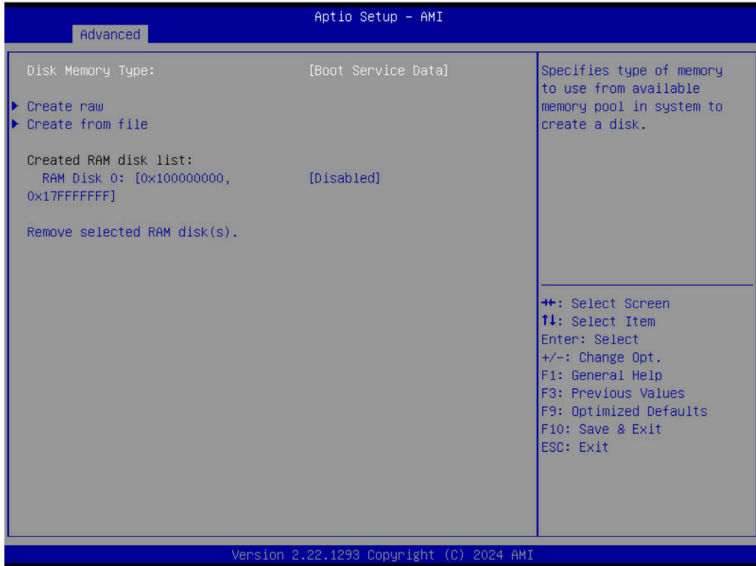 Aptio Setup – AMI
Advanced
Disk Memory Type: [Boot Service Data]
Create raw
Create from file
Created RAM disk list:
RAM Disk 0: [0x100000000, [Disabled]
0x17FFFFFFF]
Remove selected RAM disk(s).
Specifies type of memory
to use from available
memory pool in system to
create a disk.
→←: Select Screen
↑↓: Select Item
Enter: Select
+/-: Change Opt.
F1: General Help
F3: Previous Values
F9: Optimized Defaults
F10: Save & Exit
ESC: Exit
Version 2.22.1293 Copyright (C) 2024 AMI